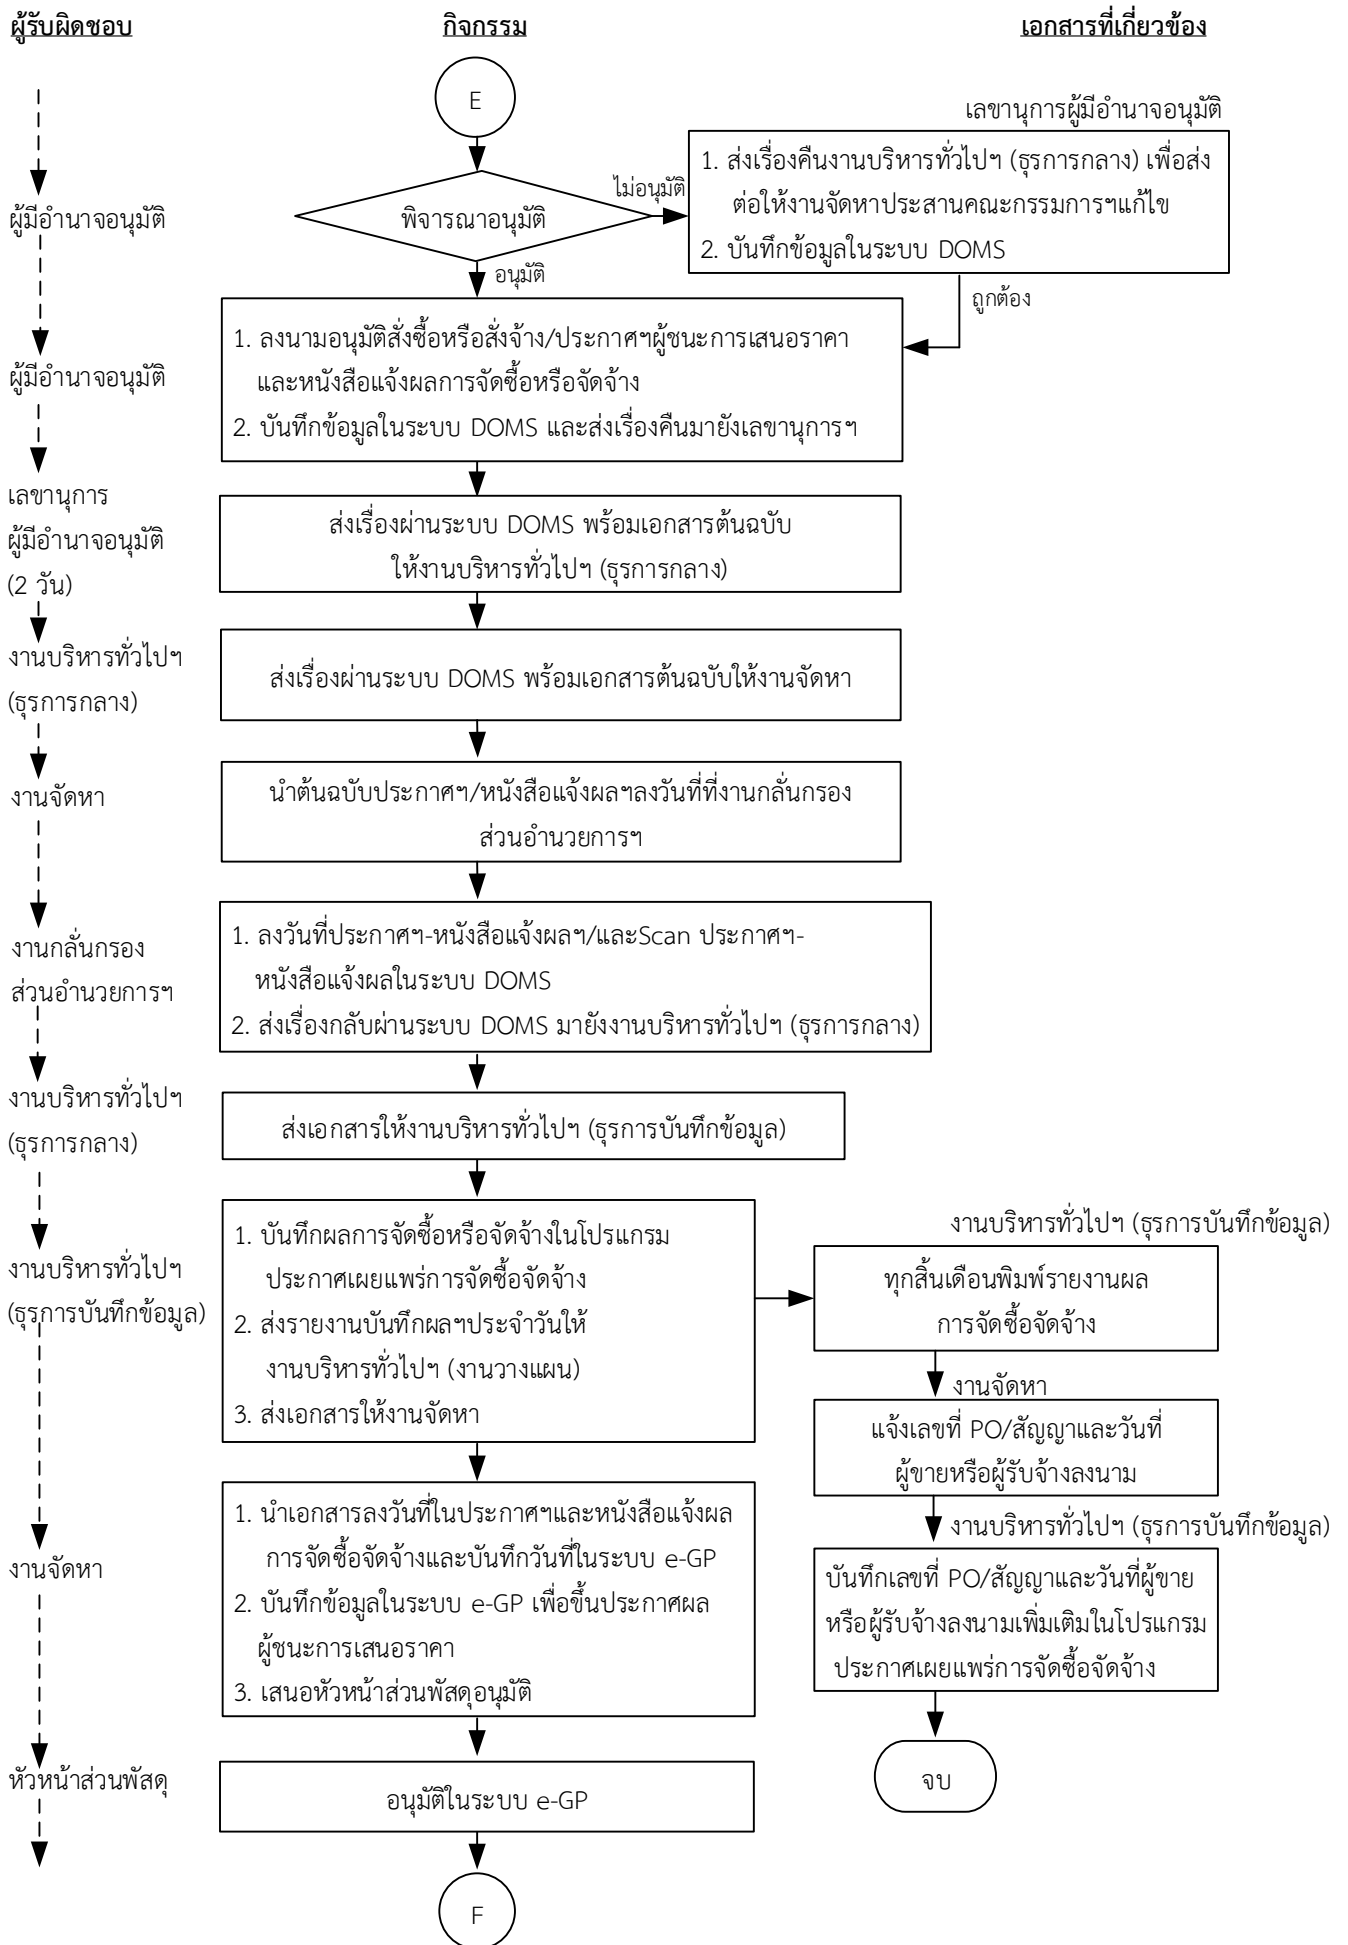 ผู้รับผิดชอบ
กิจกรรม
เอกสารที่เกี่ยวข้อง
E
เลขานุการผู้มีอำนาจอนุมัติ
ผู้มีอำนาจอนุมัติ
พิจารณาอนุมัติ
ไม่อนุมัติ
1. ส่งเรื่องคืนงานบริหารทั่วไปฯ (ธุรการกลาง) เพื่อส่ง
ต่อให้งานจัดหาประสานคณะกรรมการฯแก้ไข
2. บันทึกข้อมูลในระบบ DOMS
อนุมัติ
ถูกต้อง
ผู้มีอำนาจอนุมัติ
1. ลงนามอนุมัติสั่งซื้อหรือสั่งจ้าง/ประกาศฯผู้ชนะการเสนอราคา
และหนังสือแจ้งผลการจัดซื้อหรือจัดจ้าง
2. บันทึกข้อมูลในระบบ DOMS และส่งเรื่องคืนมายังเลขานุการฯ
เลขานุการ
ผู้มีอำนาจอนุมัติ
(2 วัน)
ส่งเรื่องผ่านระบบ DOMS พร้อมเอกสารต้นฉบับ
ให้งานบริหารทั่วไปฯ (ธุรการกลาง)
งานบริหารทั่วไปฯ
(ธุรการกลาง)
ส่งเรื่องผ่านระบบ DOMS พร้อมเอกสารต้นฉบับให้งานจัดหา
งานจัดหา
นำต้นฉบับประกาศฯ/หนังสือแจ้งผลฯลงวันที่ที่งานกลั่นกรอง
ส่วนอำนวยการฯ
งานกลั่นกรอง
ส่วนอำนวยการฯ
1. ลงวันที่ประกาศฯ-หนังสือแจ้งผลฯ/และScan ประกาศฯ-
หนังสือแจ้งผลในระบบ DOMS
2. ส่งเรื่องกลับผ่านระบบ DOMS มายังงานบริหารทั่วไปฯ (ธุรการกลาง)
งานบริหารทั่วไปฯ
(ธุรการกลาง)
ส่งเอกสารให้งานบริหารทั่วไปฯ (ธุรการบันทึกข้อมูล)
งานบริหารทั่วไปฯ
(ธุรการบันทึกข้อมูล)
1. บันทึกผลการจัดซื้อหรือจัดจ้างในโปรแกรม
ประกาศเผยแพร่การจัดซื้อจัดจ้าง
2. ส่งรายงานบันทึกผลฯประจำวันให้
งานบริหารทั่วไปฯ (งานวางแผน)
3. ส่งเอกสารให้งานจัดหา
งานบริหารทั่วไปฯ (ธุรการบันทึกข้อมูล)
ทุกสิ้นเดือนพิมพ์รายงานผล
การจัดซื้อจัดจ้าง
งานจัดหา
แจ้งเลขที่ PO/สัญญาและวันที่
ผู้ขายหรือผู้รับจ้างลงนาม
งานบริหารทั่วไปฯ (ธุรการบันทึกข้อมูล)
บันทึกเลขที่ PO/สัญญาและวันที่ผู้ขาย
หรือผู้รับจ้างลงนามเพิ่มเติมในโปรแกรม
ประกาศเผยแพร่การจัดซื้อจัดจ้าง
จบ
งานจัดหา
1. นำเอกสารลงวันที่ในประกาศฯและหนังสือแจ้งผล
การจัดซื้อจัดจ้างและบันทึกวันที่ในระบบ e-GP
2. บันทึกข้อมูลในระบบ e-GP เพื่อขึ้นประกาศผล
ผู้ชนะการเสนอราคา
3. เสนอหัวหน้าส่วนพัสดุอนุมัติ
หัวหน้าส่วนพัสดุ
อนุมัติในระบบ e-GP
F